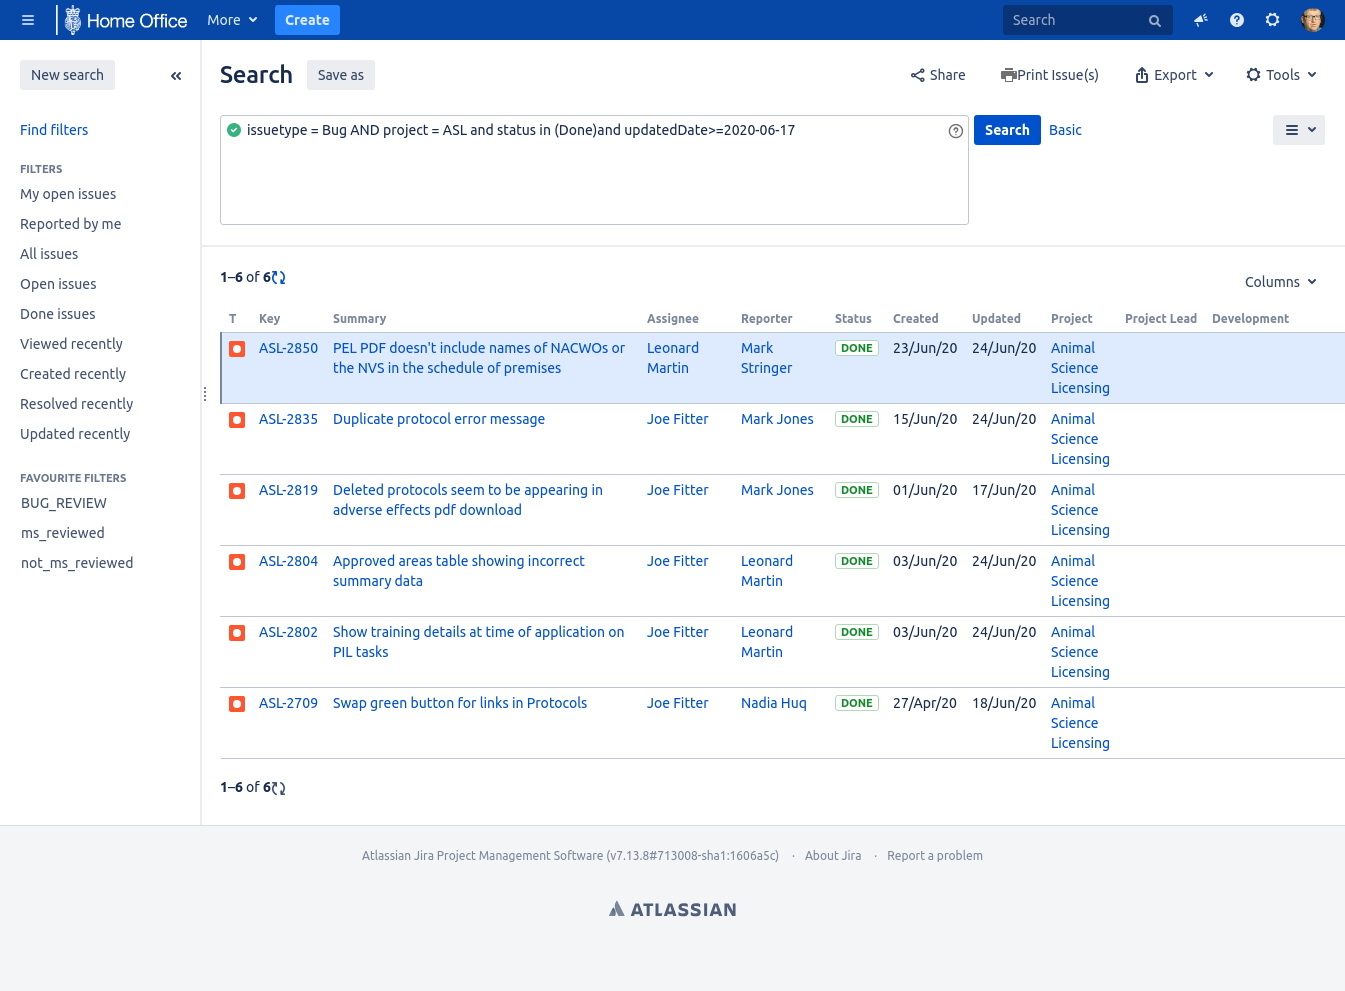 Home Office More Create Search
New search
Find filters
FILTERS
My open issues
Reported by me
All issues
Open issues
Done issues
Viewed recently
Created recently
Resolved recently
Updated recently
FAVOURITE FILTERS
BUG_REVIEW
ms_reviewed
not_ms_reviewed
Search Save as Share Print Issue(s) Export Tools
issuetype = Bug AND project = ASL and status in (Done)and updatedDate>=2020-06-17 Search Basic
1–6 of 6
Columns
T Key Summary Assignee Reporter Status Created Updated Project Project Lead Development
ASL-2850 PEL PDF doesn't include names of NACWOs or Leonard Mark DONE 23/Jun/20 24/Jun/20 Animal
the NVS in the schedule of premises Martin Stringer Science
Licensing
ASL-2835 Duplicate protocol error message Joe Fitter Mark Jones DONE 15/Jun/20 24/Jun/20 Animal
Science
Licensing
ASL-2819 Deleted protocols seem to be appearing in Joe Fitter Mark Jones DONE 01/Jun/20 17/Jun/20 Animal
adverse effects pdf download Science
Licensing
ASL-2804 Approved areas table showing incorrect Joe Fitter Leonard DONE 03/Jun/20 24/Jun/20 Animal
summary data Martin Science
Licensing
ASL-2802 Show training details at time of application on Joe Fitter Leonard DONE 03/Jun/20 24/Jun/20 Animal
PIL tasks Martin Science
Licensing
ASL-2709 Swap green button for links in Protocols Joe Fitter Nadia Huq DONE 27/Apr/20 18/Jun/20 Animal
Science
Licensing
1–6 of 6
Atlassian Jira Project Management Software (v7.13.8#713008-sha1:1606a5c) · About Jira · Report a problem
ATLASSIAN